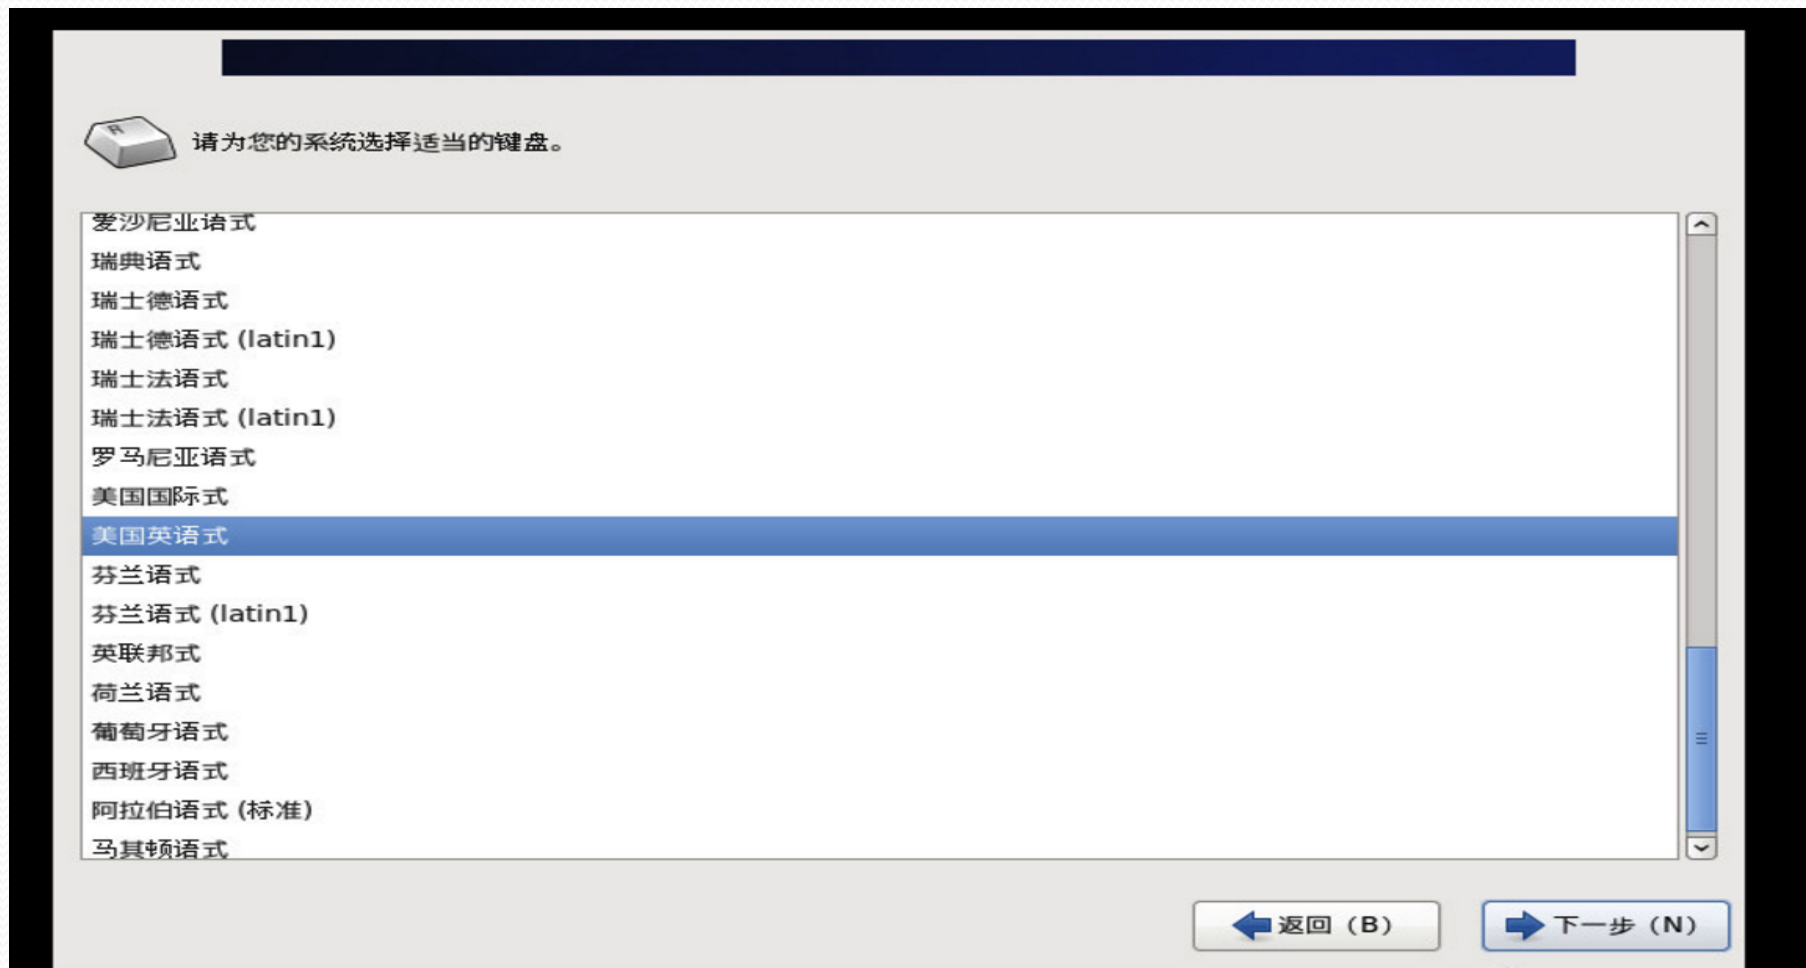 R
请为您的系统选择适当的键盘。
爱沙尼亚语式
瑞典语式
瑞士德语式
瑞士德语式 (latin1)
瑞士法语式
瑞士法语式 (latin1)
罗马尼亚语式
美国国际式
美国英语式
芬兰语式
芬兰语式 (latin1)
英联邦式
荷兰语式
葡萄牙语式
西班牙语式
阿拉伯语式 (标准)
马其顿语式
返回 (B) 下一步 (N)